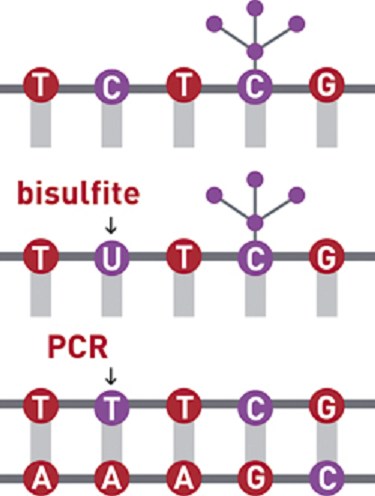 T C T C G
bisulfite
T U T C G
PCR
T T T C G
A A A G C